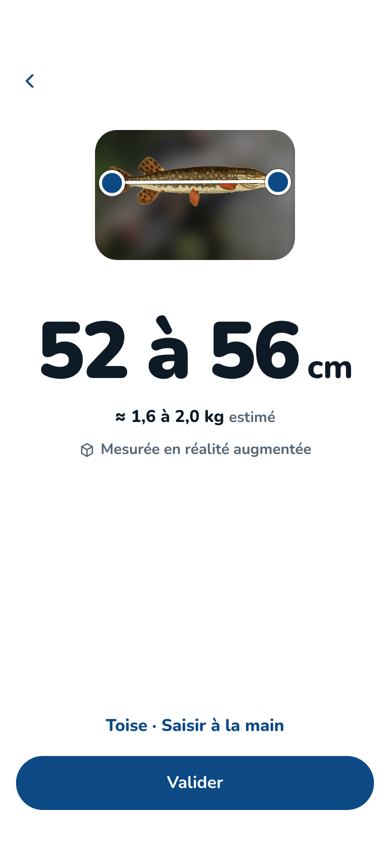 52 à 56 cm
≈ 1,6 à 2,0 kg estimé
Mesurée en réalité augmentée
Toise · Saisir à la main
Valider